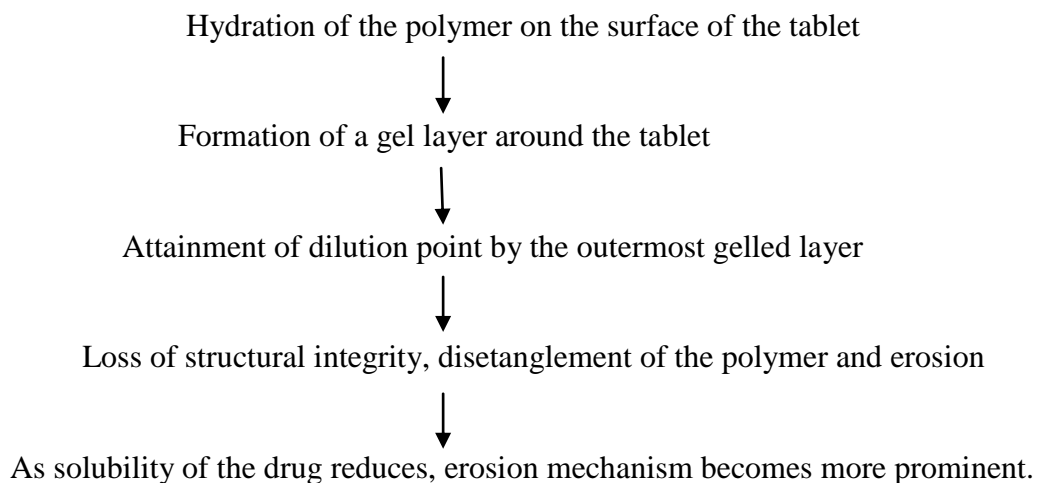 Hydration of the polymer on the surface of the tablet
Formation of a gel layer around the tablet
Attainment of dilution point by the outermost gelled layer
Loss of structural integrity, disetanglement of the polymer and erosion
As solubility of the drug reduces, erosion mechanism becomes more prominent.